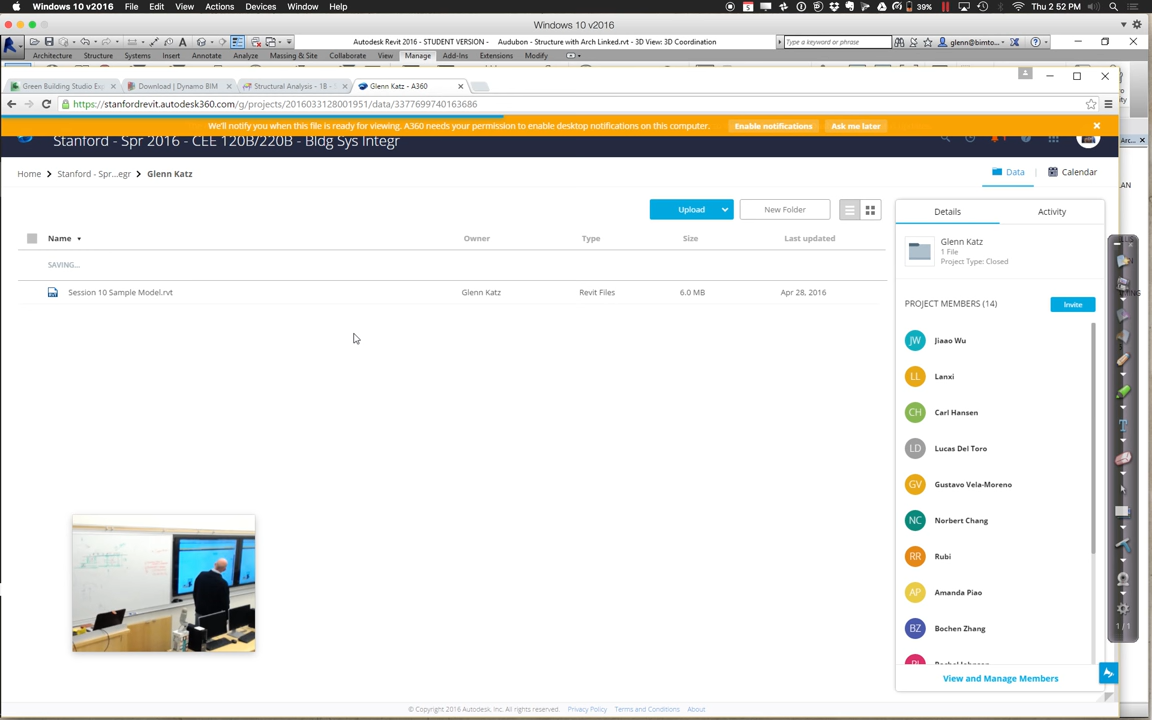 Windows 10 v2016 File Edit View Actions Devices Window Help
39% Thu 2:52 PM
Windows 10 v2016
Autodesk Revit 2016 - STUDENT VERSION - Audubon - Structure with Arch Linked.rvt - 3D View: 3D Coordination
Type a keyword or phrase
glenn@bimto...
Architecture Structure Systems Insert Annotate Analyze Massing & Site Collaborate View Manage Add-Ins Extensions Modify
Green Building Studio Ex
Download | Dynamo BIM
Structural Analysis - 1B -
Glenn Katz - A360
https://stanfordrevit.autodesk360.com/g/projects/2016033128001951/data/3377699740163686
We'll notify you when this file is ready for viewing. A360 needs your permission to enable desktop notifications on this computer.
Enable notifications
Ask me later
Arc...
Stanford - Spr 2016 - CEE 120B/220B - Bldg Sys Integr
Home > Stanford - Spr...egr > Glenn Katz
Data
Calendar
LAN
Upload
New Folder
Details
Activity
Name
Owner
Type
Size
Last updated
Glenn Katz
1 File
Project Type: Closed
SAVING...
Session 10 Sample Model.rvt
Glenn Katz
Revit Files
6.0 MB
Apr 28, 2016
PROJECT MEMBERS (14)
Invite
JW Jiaao Wu
LL Lanxi
CH Carl Hansen
LD Lucas Del Toro
GV Gustavo Vela-Moreno
NC Norbert Chang
RR Rubi
AP Amanda Piao
BZ Bochen Zhang
1 / 1
View and Manage Members
© Copyright 2016 Autodesk, Inc. All rights reserved. Privacy Policy Terms and Conditions About